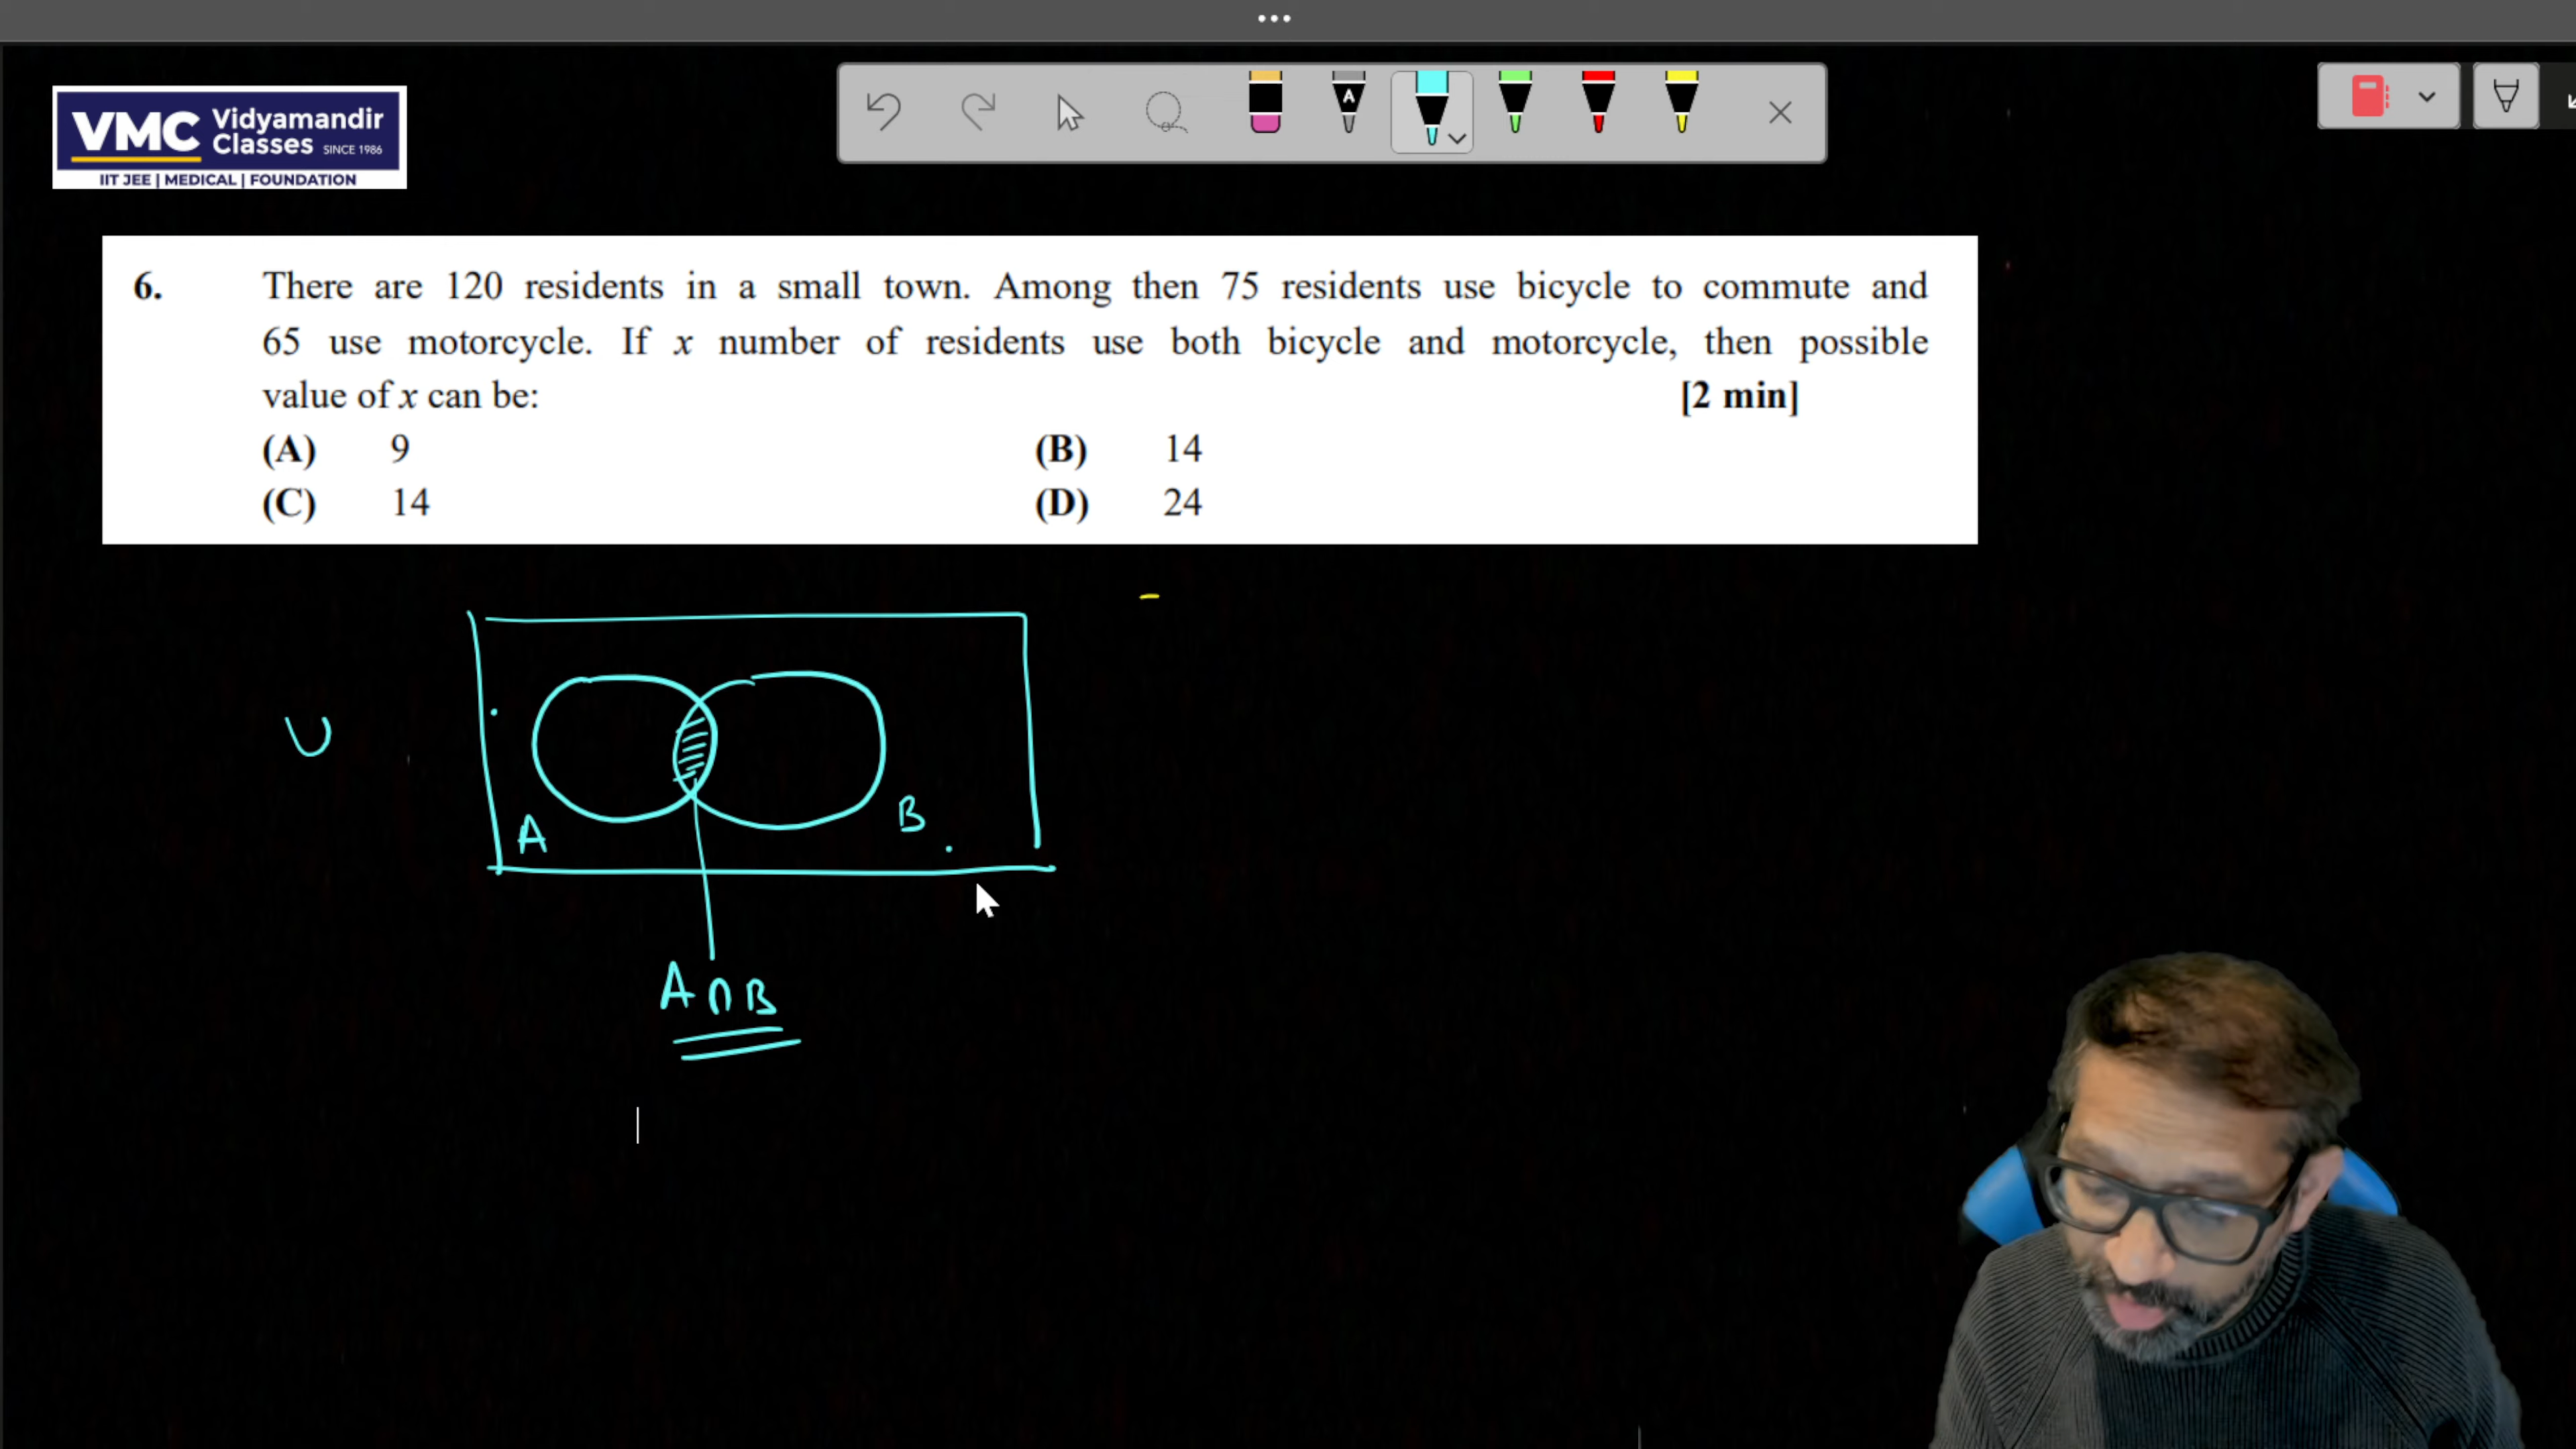 •••
VMC Vidyamandir Classes SINCE 1986
IIT JEE | MEDICAL | FOUNDATION
A
6. There are 120 residents in a small town. Among then 75 residents use bicycle to commute and
65 use motorcycle. If x number of residents use both bicycle and motorcycle, then possible
value of x can be: [2 min]
(A) 9 (B) 14
(C) 14 (D) 24
U
A B
A∩B